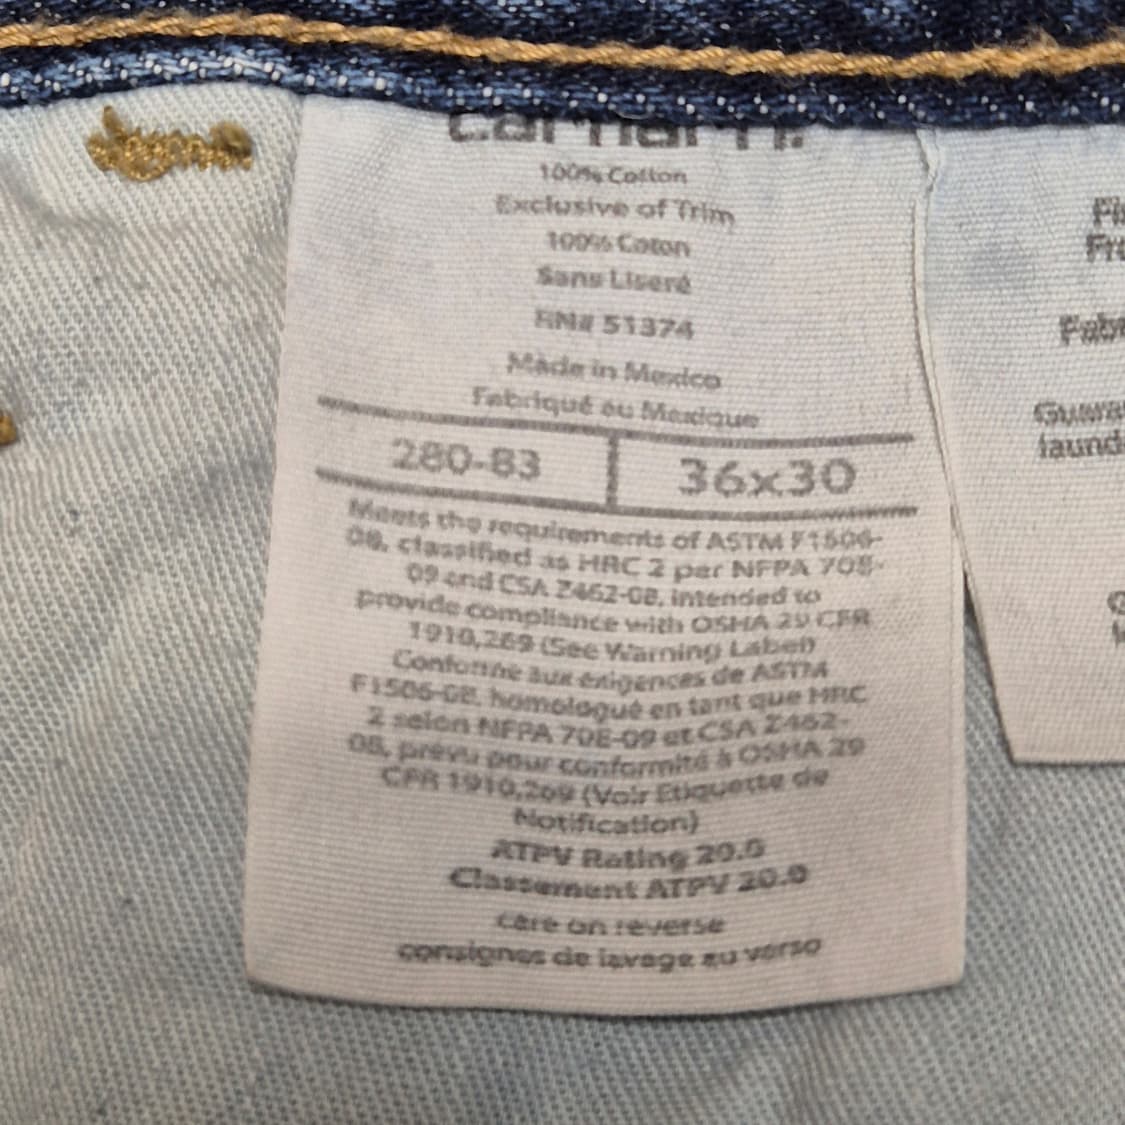 carhartt.
100% Cotton
Exclusive of Trim
100% Coton
Sans Liseré
RN# 51374
Made in Mexico
Fabriqué au Mexique
280-83
36x30
Meets the requirements of ASTM F1506-
08, classified as HRC 2 per NFPA 70E-
09 and CSA Z462-08, intended to
provide compliance with OSHA 29 CFR
1910,269 (See Warning Label)
Conforme aux exigences de ASTM
F1506-08, homologué en tant que HRC
2 selon NFPA 70E-09 et CSA Z462-
08, prévu pour conformité à OSHA 29
CFR 1910,269 (Voir Etiquette de
Notification)
ATPV Rating 20.0
Classement ATPV 20.0
care on reverse
consignes de lavage au verso
Fr
Fab
laund